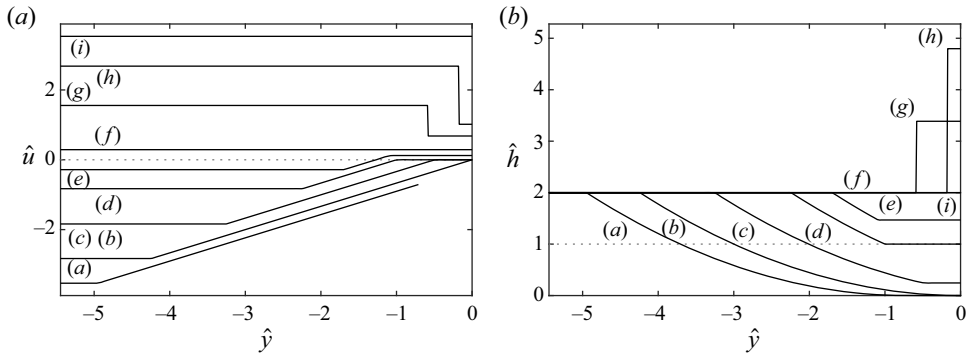 (a) (b)
(i)
(h)
2
(g)
(f)
û 0
(e)
(d)
−2
(c) (b)
(a)
−5 −4 −3 −2 −1 0
ŷ
5
(h)
4
(g)
ĥ 3
(f)
2
(e) (i)
(a) (b) (c) (d)
1
0
−5 −4 −3 −2 −1 0
ŷ